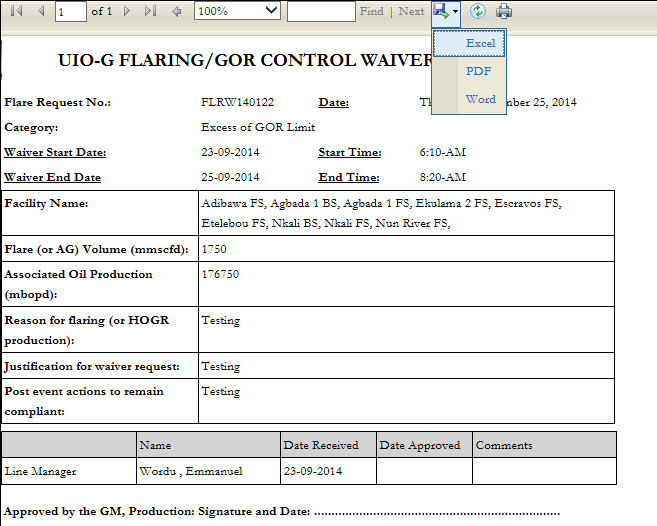 1 of 1 100% Find | Next
Excel
PDF
Word
UIO-G FLARING/GOR CONTROL WAIVER
Flare Request No.: FLRW140122 Date: mber 25, 2014
Category: Excess of GOR Limit
Waiver Start Date: 23-09-2014 Start Time: 6:10-AM
Waiver End Date 25-09-2014 End Time: 8:20-AM
Facility Name: Adibawa FS, Agbada 1 BS, Agbada 1 FS, Ekulama 2 FS, Escravos FS,
Etelebou FS, Nkali BS, Nkali FS, Nun River FS,
Flare (or AG) Volume (mmscfd): 1750
Associated Oil Production 176750
(mbopd):
Reason for flaring (or HOGR Testing
production):
Justification for waiver request: Testing
Post event actions to remain Testing
compliant:
Name Date Received Date Approved Comments
Line Manager Wordu , Emmanuel 23-09-2014
Approved by the GM, Production: Signature and Date: ......................................................................